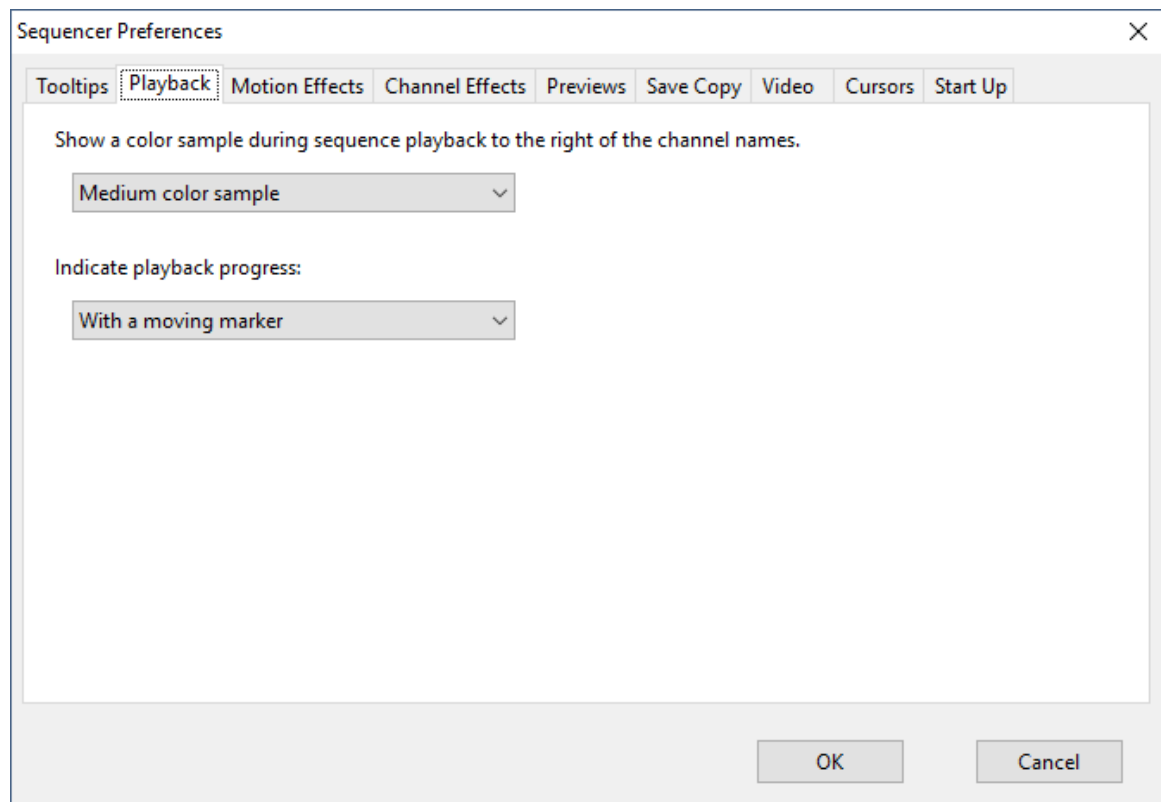 Sequencer Preferences
Tooltips Playback Motion Effects Channel Effects Previews Save Copy Video Cursors Start Up
Show a color sample during sequence playback to the right of the channel names.
Medium color sample
Indicate playback progress:
With a moving marker
OK Cancel